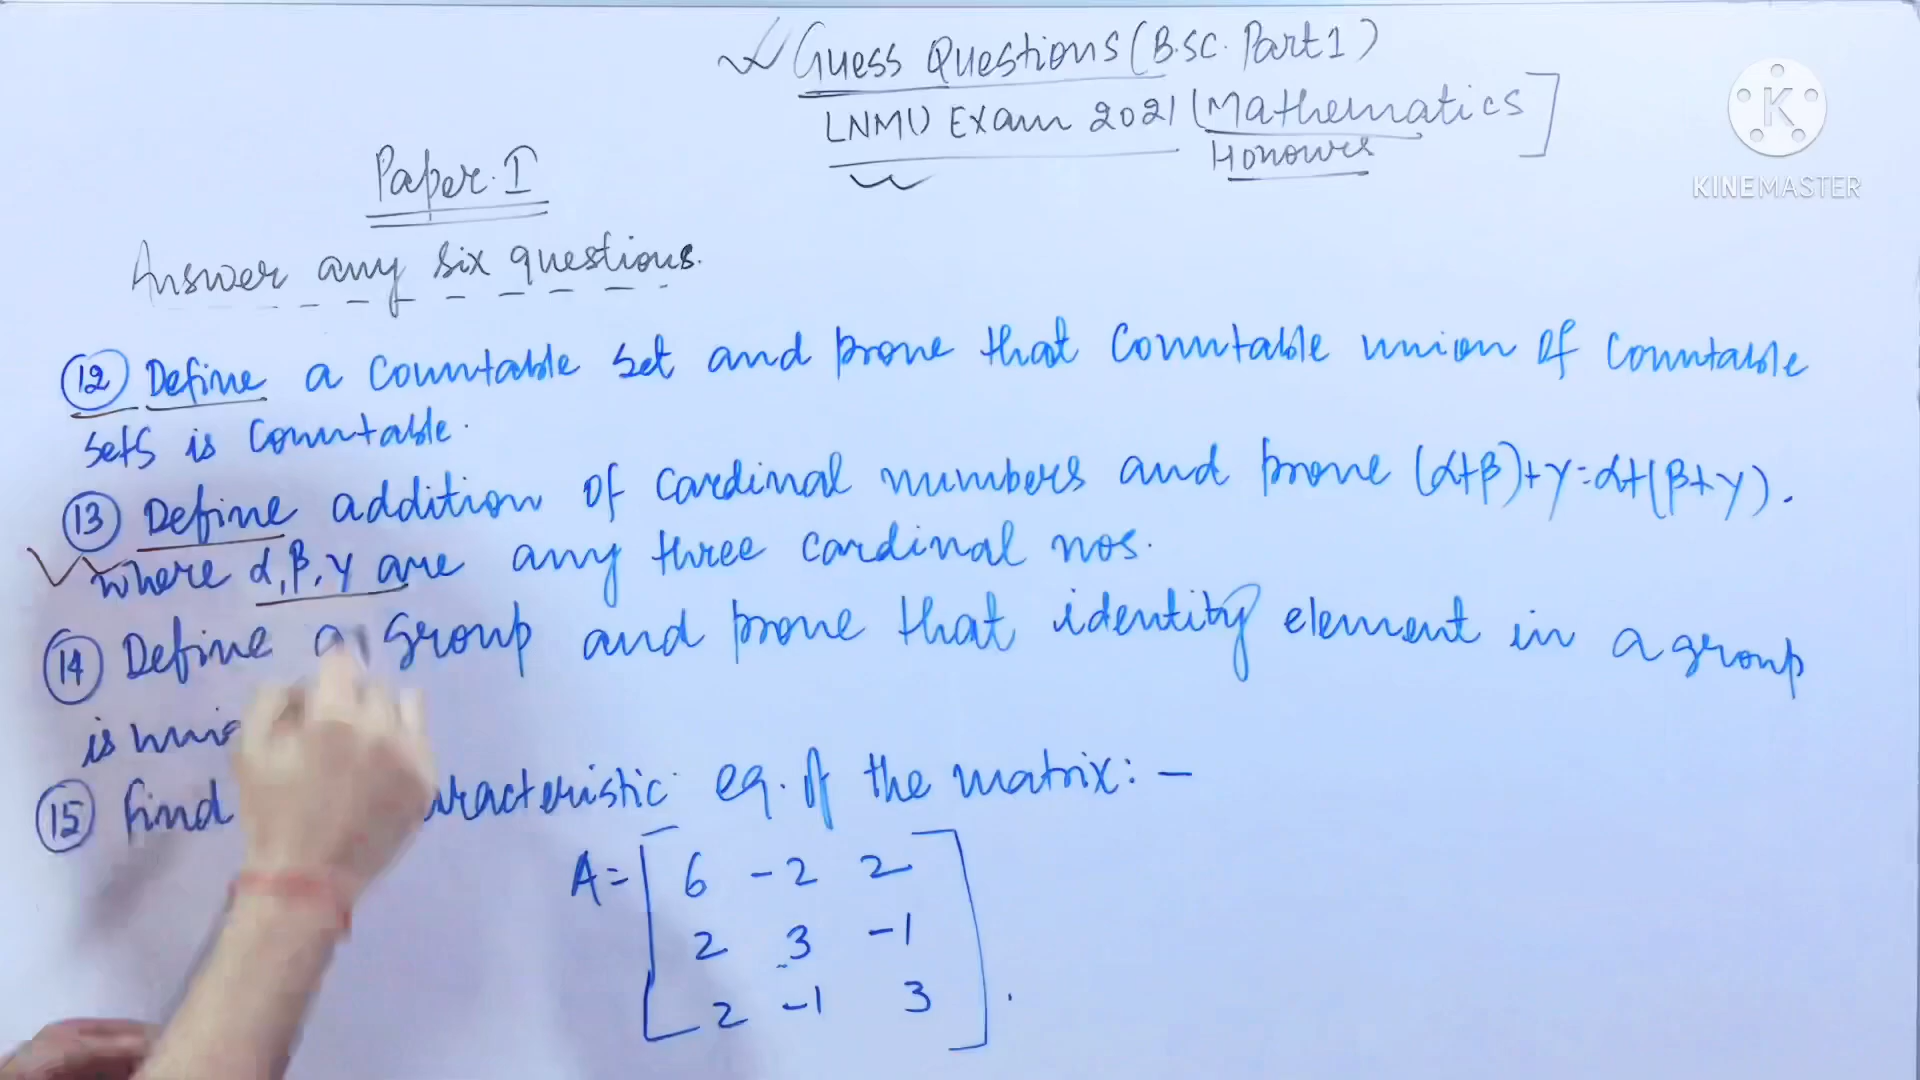 Guess Questions (B.SC. Part 1)
LNMU Exam 2021 (Mathematics]
Honours
K
KINEMASTER
Paper. I
Answer any six questions.
(12) Define a countable set and prove that countable union of countable
sets is countable.
(13) Define addition of cardinal numbers and prove (α+β)+γ=α+(β+γ).
where α, β, γ are any three cardinal nos.
(14) Define a group and prove that identity element in a group
is
(15) find aracteristic eq. of the matrix: -
A= [ 6 -2 2
2 3 -1
2 -1 3 ] .